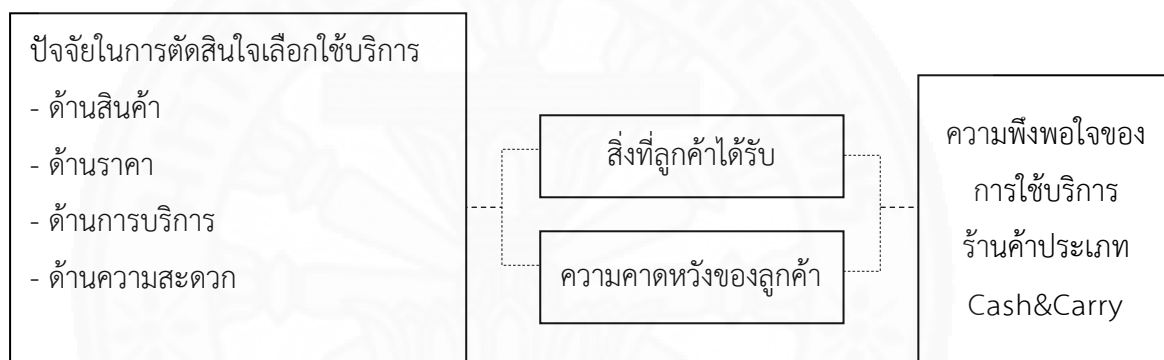 ปัจจัยในการตัดสินใจเลือกใช้บริการ
- ด้านสินค้า
- ด้านราคา
- ด้านการบริการ
- ด้านความสะดวก
สิ่งที่ลูกค้าได้รับ
ความคาดหวังของลูกค้า
ความพึงพอใจของ
การใช้บริการ
ร้านค้าประเภท
Cash&Carry